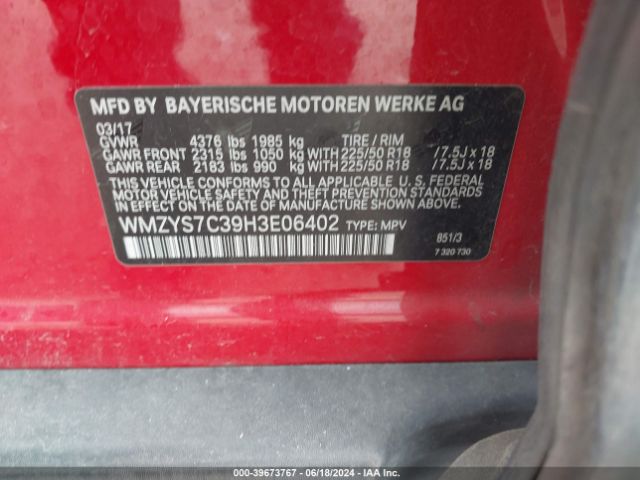 MFD BY BAYERISCHE MOTOREN WERKE AG
03/17
GVWR 4376 lbs 1985 kg TIRE / RIM
GAWR FRONT 2315 lbs 1050 kg WITH 225/50 R18 /7.5J x 18
GAWR REAR 2183 lbs 990 kg WITH 225/50 R18 /7.5J x 18
THIS VEHICLE CONFORMS TO ALL APPLICABLE U.S. FEDERAL
MOTOR VEHICLE SAFETY AND THEFT PREVENTION STANDARDS
IN EFFECT ON THE DATE OF MANUFACTURE SHOWN ABOVE.
WMZYS7C39H3E06402 TYPE: MPV
851/3
7 320 730
000-39673767 - 06/18/2024 - IAA Inc.